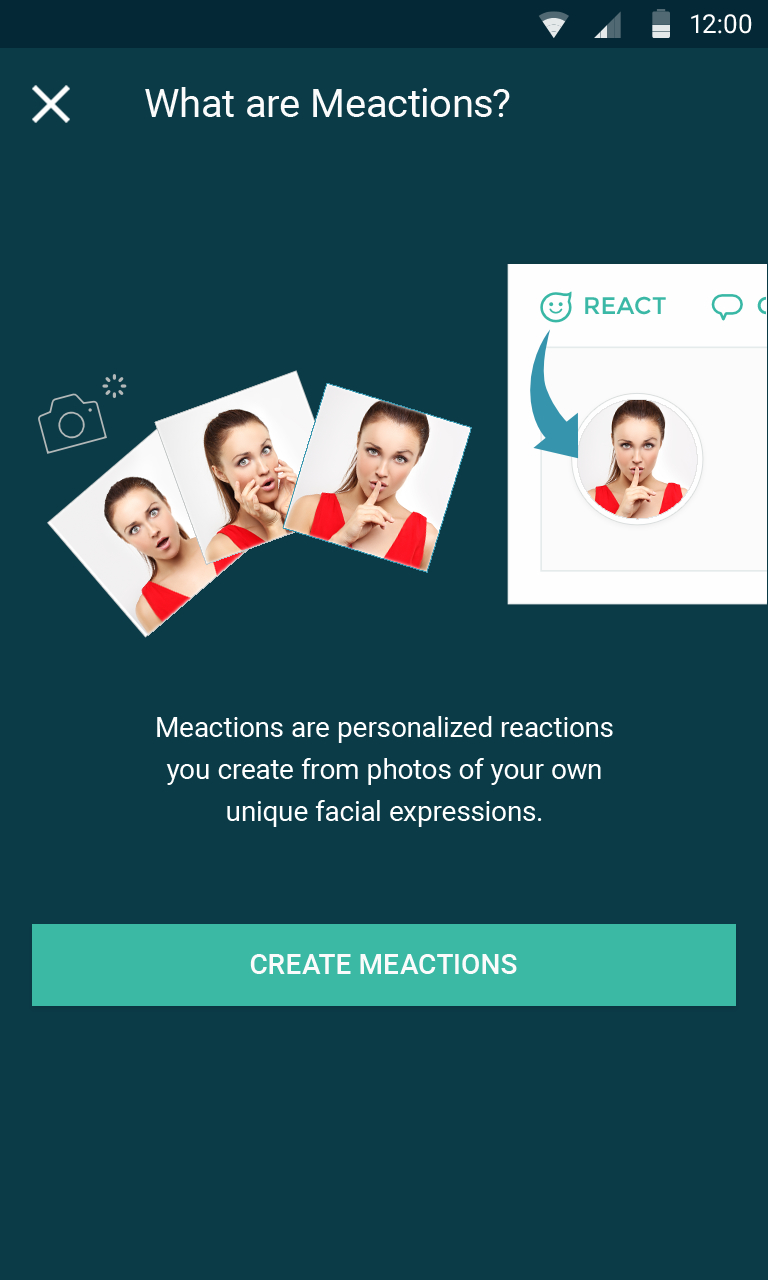 12:00
What are Meactions?
REACT
Meactions are personalized reactions
you create from photos of your own
unique facial expressions.
CREATE MEACTIONS